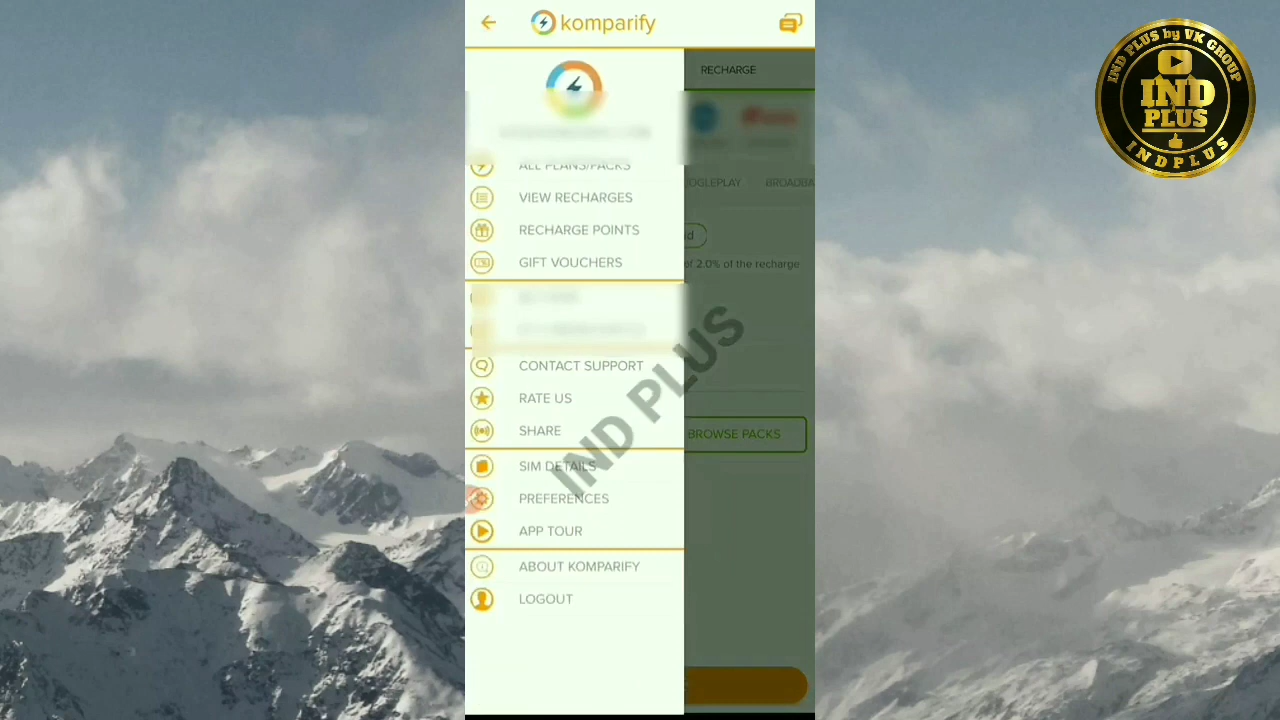 komparify
RECHARGE
ALL PLANS/PACKS
OGLEPLAY
BROADBA
VIEW RECHARGES
RECHARGE POINTS
d
GIFT VOUCHERS
of 2.0% of the recharge
CONTACT SUPPORT
RATE US
SHARE
BROWSE PACKS
SIM DETAILS
PREFERENCES
APP TOUR
ABOUT KOMPARIFY
LOGOUT
IND PLUS
IND PLUS by VK GROUP
IND
PLUS
INDPLUS